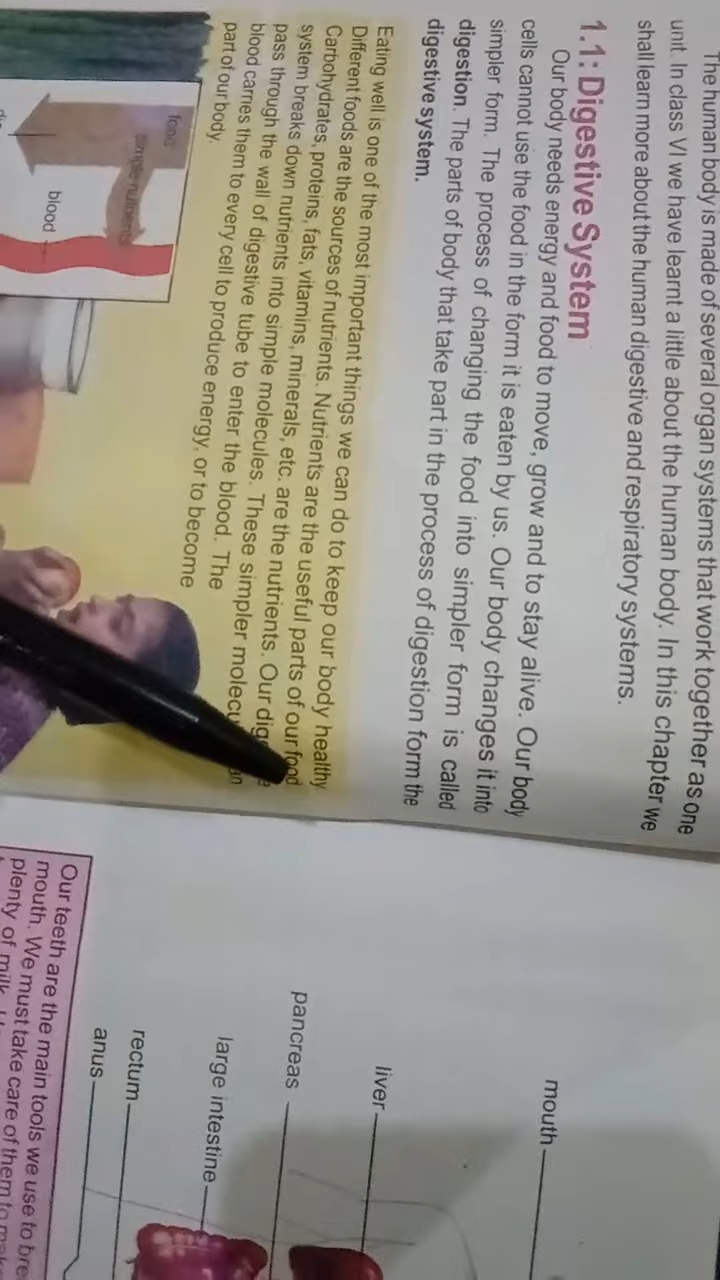 The human body is made of several organ systems that work together as one
unit. In class VI we have learnt a little about the human body. In this chapter we
shall learn more about the human digestive and respiratory systems.
1.1: Digestive System
Our body needs energy and food to move, grow and to stay alive. Our body
cells cannot use the food in the form it is eaten by us. Our body changes it into
simpler form. The process of changing the food into simpler form is called
digestion. The parts of body that take part in the process of digestion form the
digestive system.
Eating well is one of the most important things we can do to keep our body healthy
Different foods are the sources of nutrients. Nutrients are the useful parts of our food
Carbohydrates, proteins, fats, vitamins, minerals, etc. are the nutrients. Our
system breaks down nutrients into simple molecules. These simpler
pass through the wall of digestive tube to enter the blood. The
blood carries them to every cell to produce energy, or to become
part of our body.
food
simple nutrients
blood
mouth
liver
pancreas
large intestine
rectum
anus
Our teeth are the main tools we use to
mouth. We must take care of them to
plenty of milk.